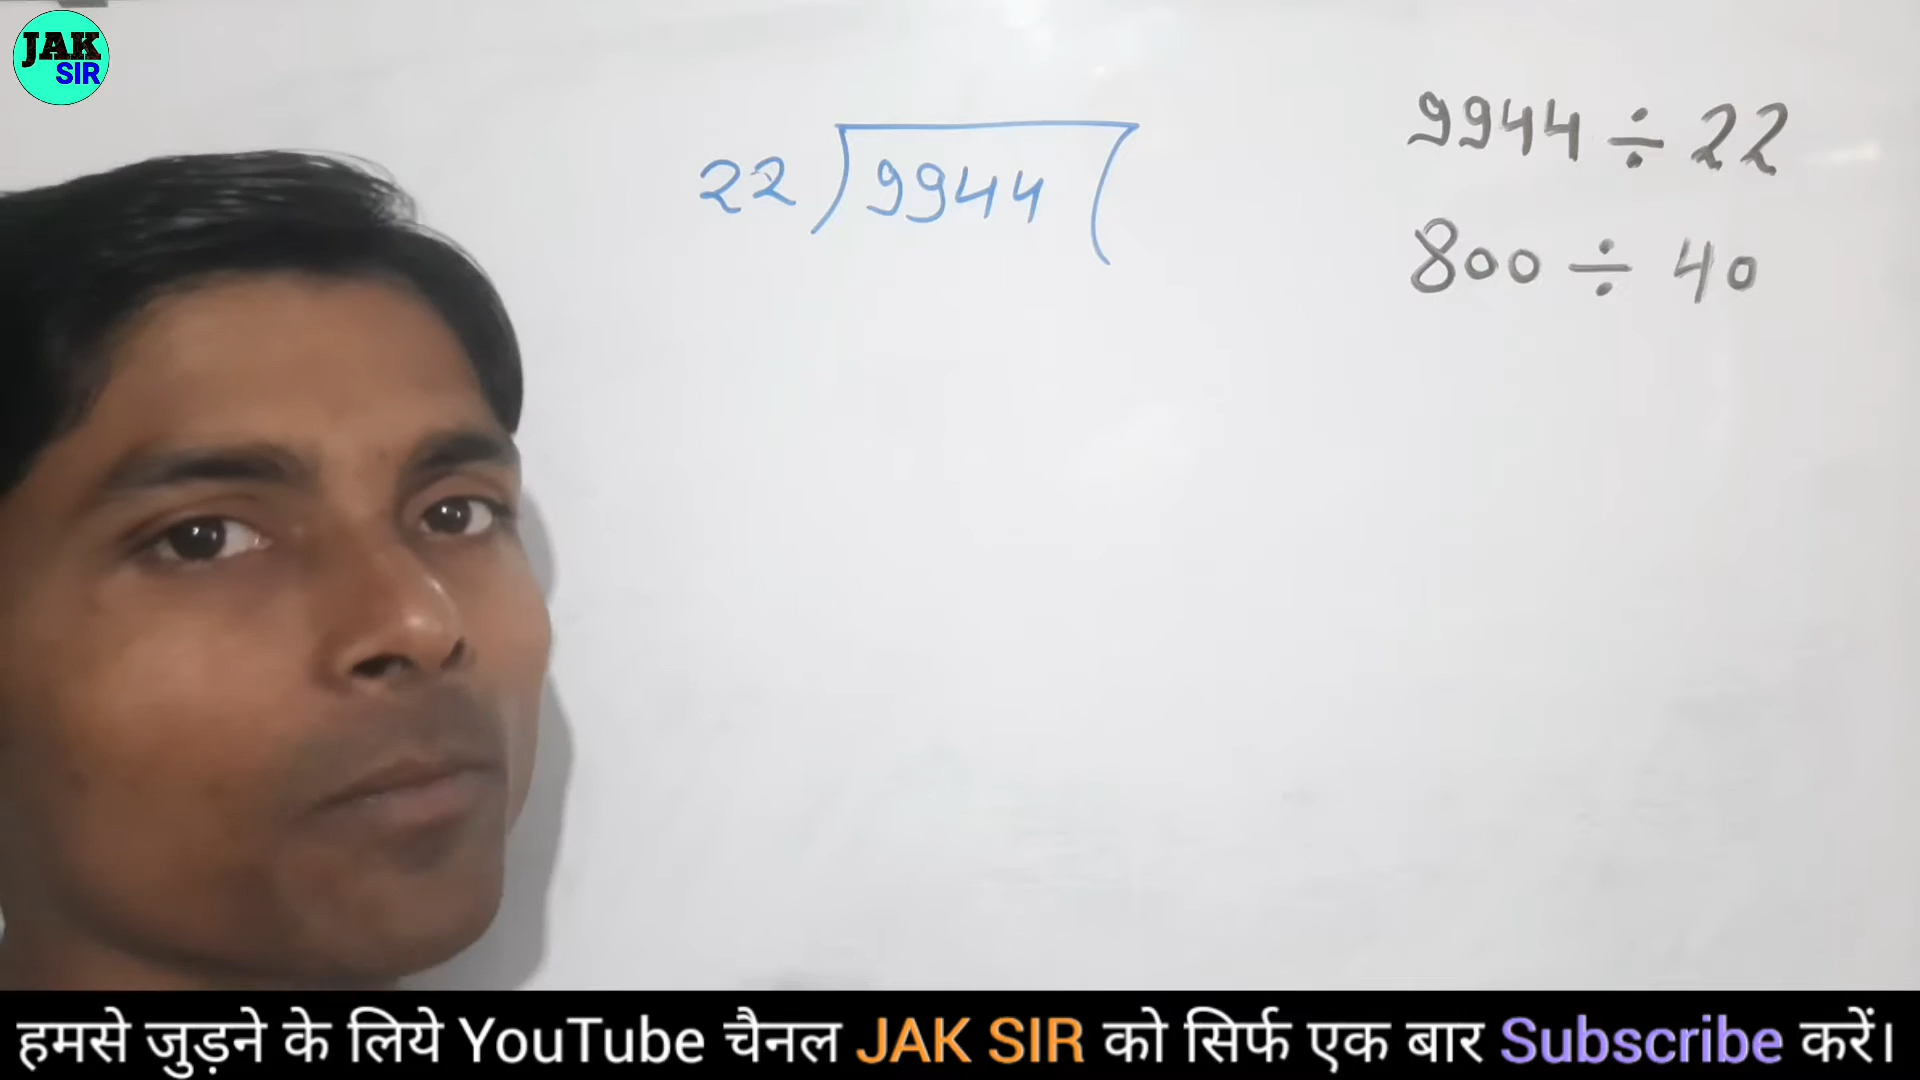 JAK
SIR
22 ) 9944 (
9944 ÷ 22
800 ÷ 40
हमसे जुड़ने के लिये YouTube चैनल JAK SIR को सिर्फ एक बार Subscribe करें।